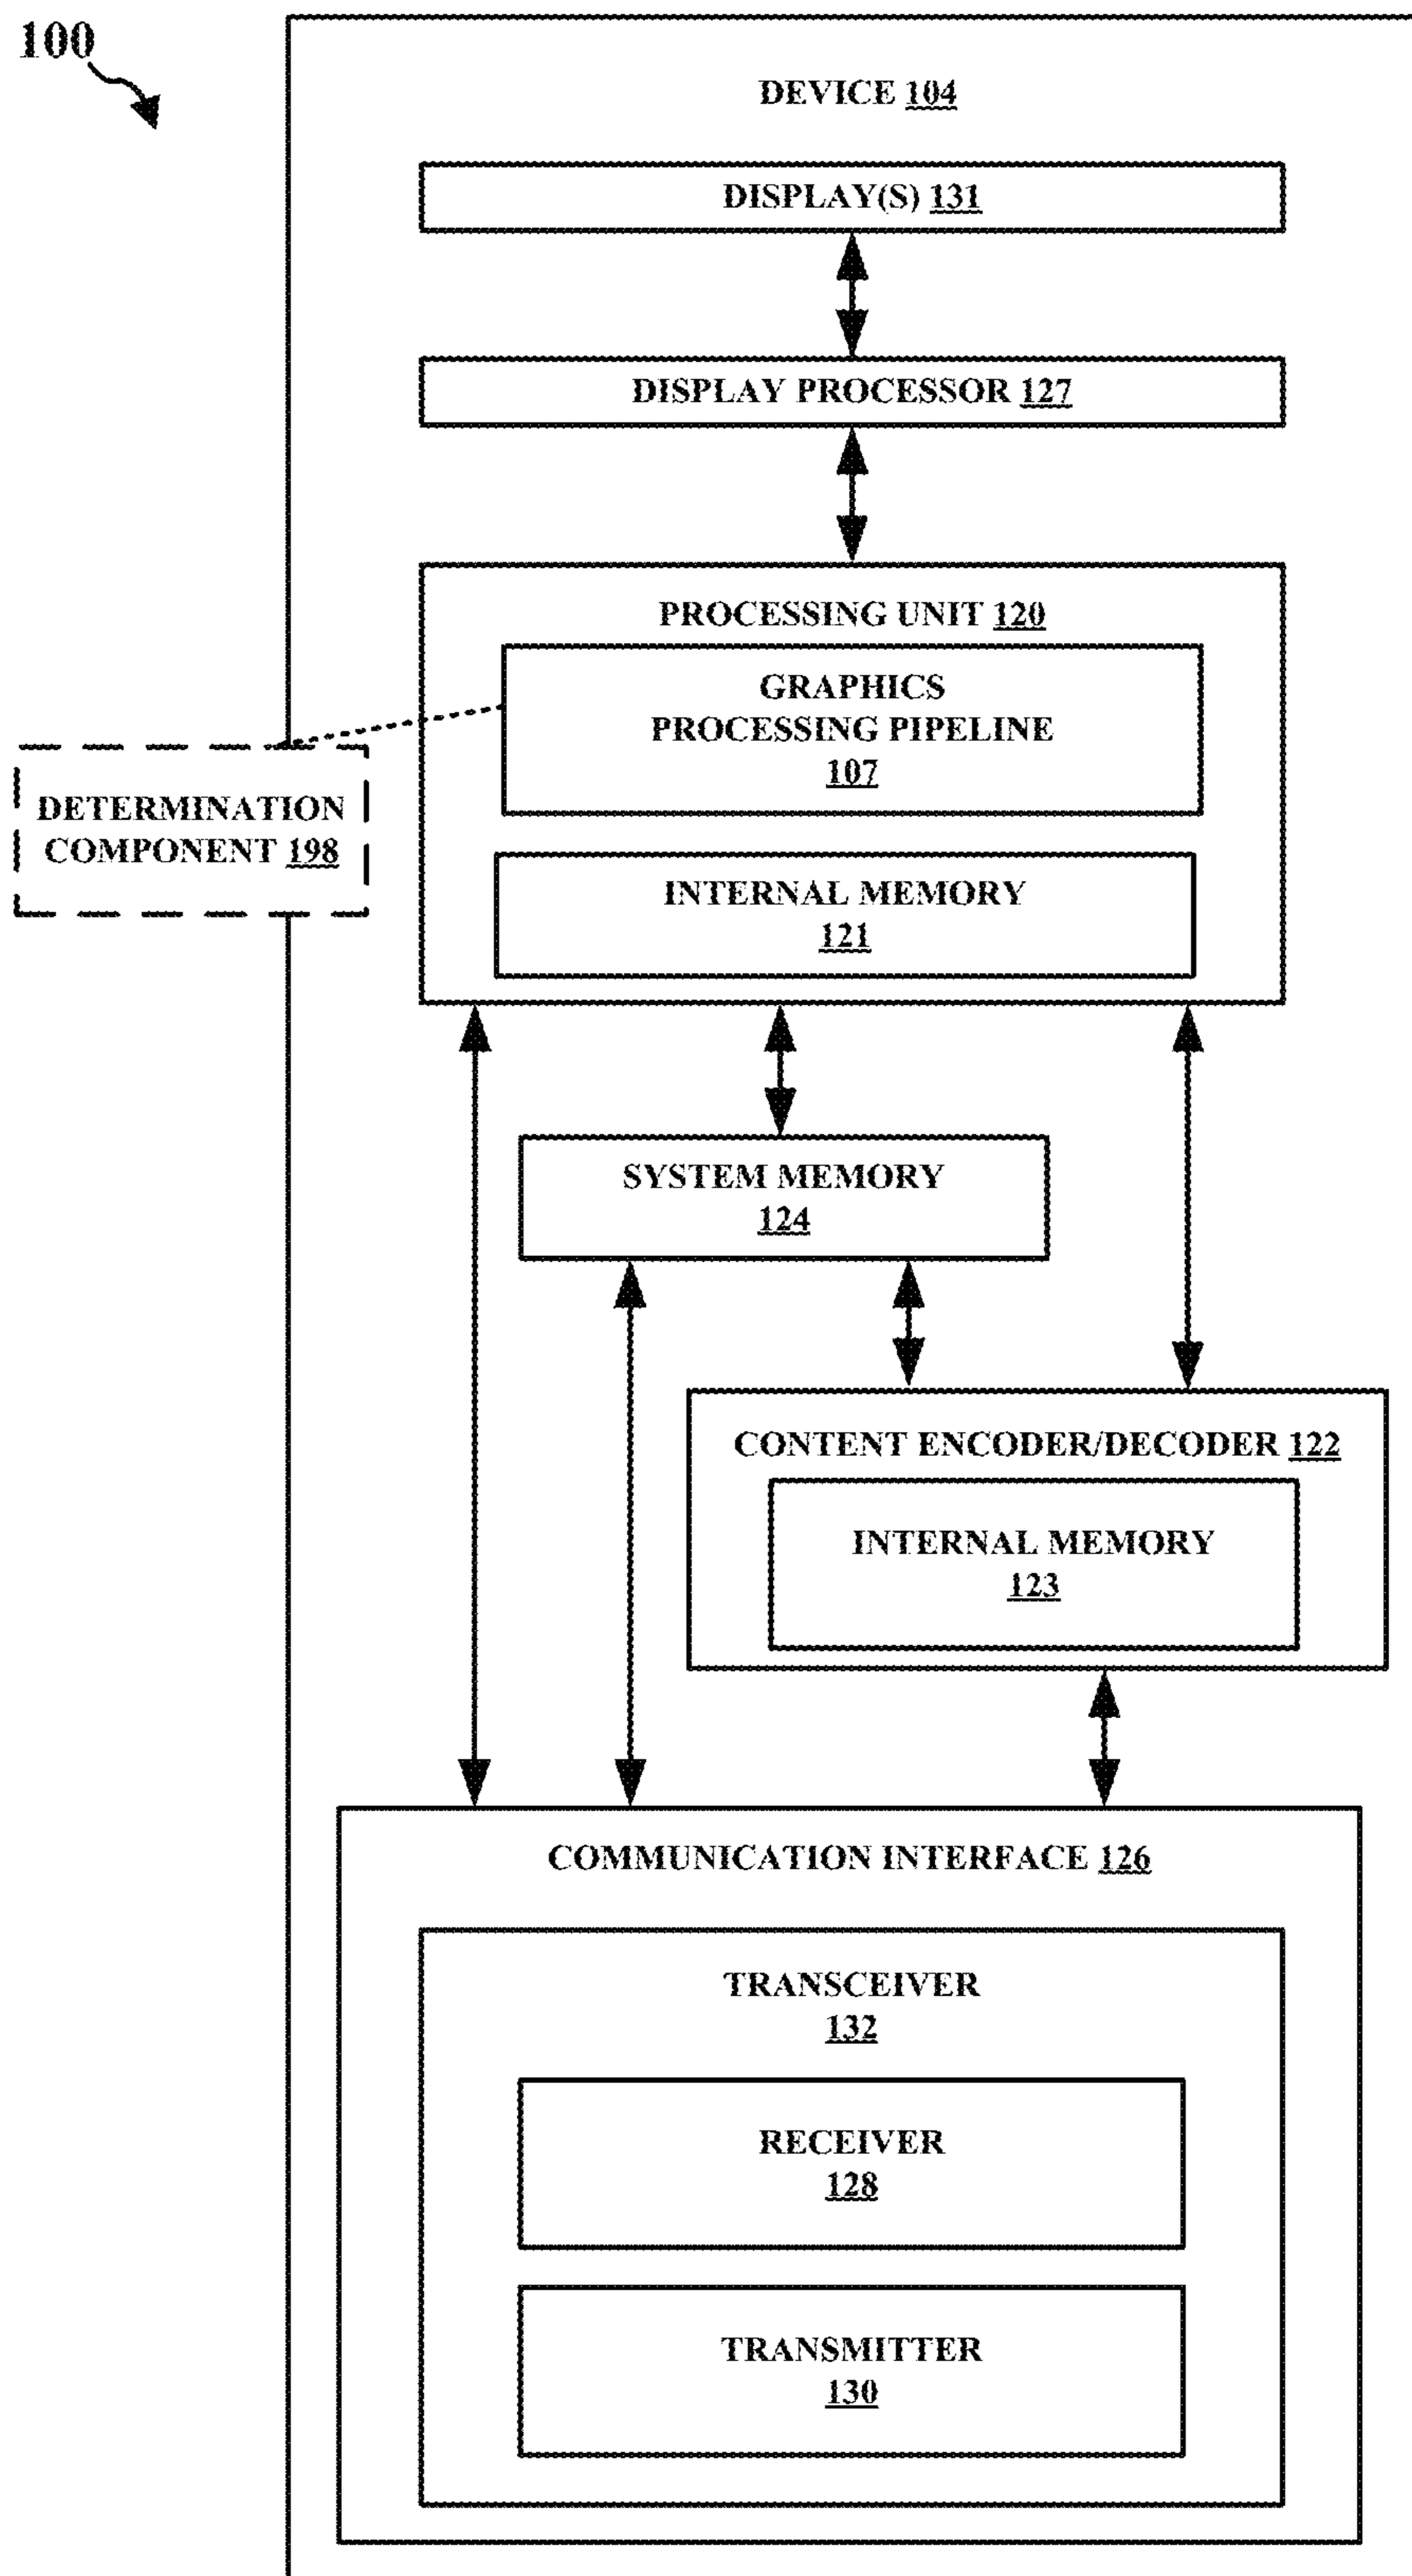 100
DEVICE 104
DISPLAY(S) 131
DISPLAY PROCESSOR 127
PROCESSING UNIT 120
GRAPHICS
PROCESSING PIPELINE
107
DETERMINATION
COMPONENT 198
INTERNAL MEMORY
121
SYSTEM MEMORY
124
CONTENT ENCODER/DECODER 122
INTERNAL MEMORY
123
COMMUNICATION INTERFACE 126
TRANSCEIVER
132
RECEIVER
128
TRANSMITTER
130